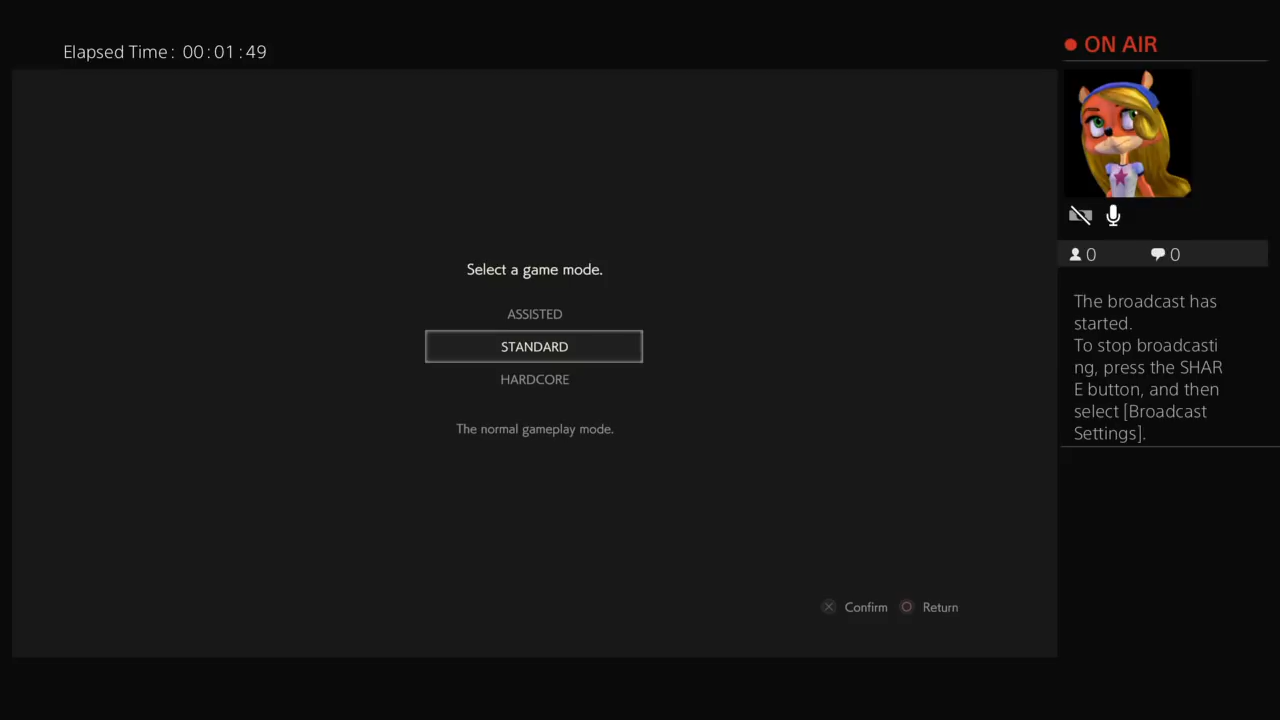 Elapsed Time: 00:01:49
ON AIR
0
0
The broadcast has
started.
To stop broadcasti
ng, press the SHAR
E button, and then
select [Broadcast
Settings].
Select a game mode.
ASSISTED
STANDARD
HARDCORE
The normal gameplay mode.
Confirm
Return